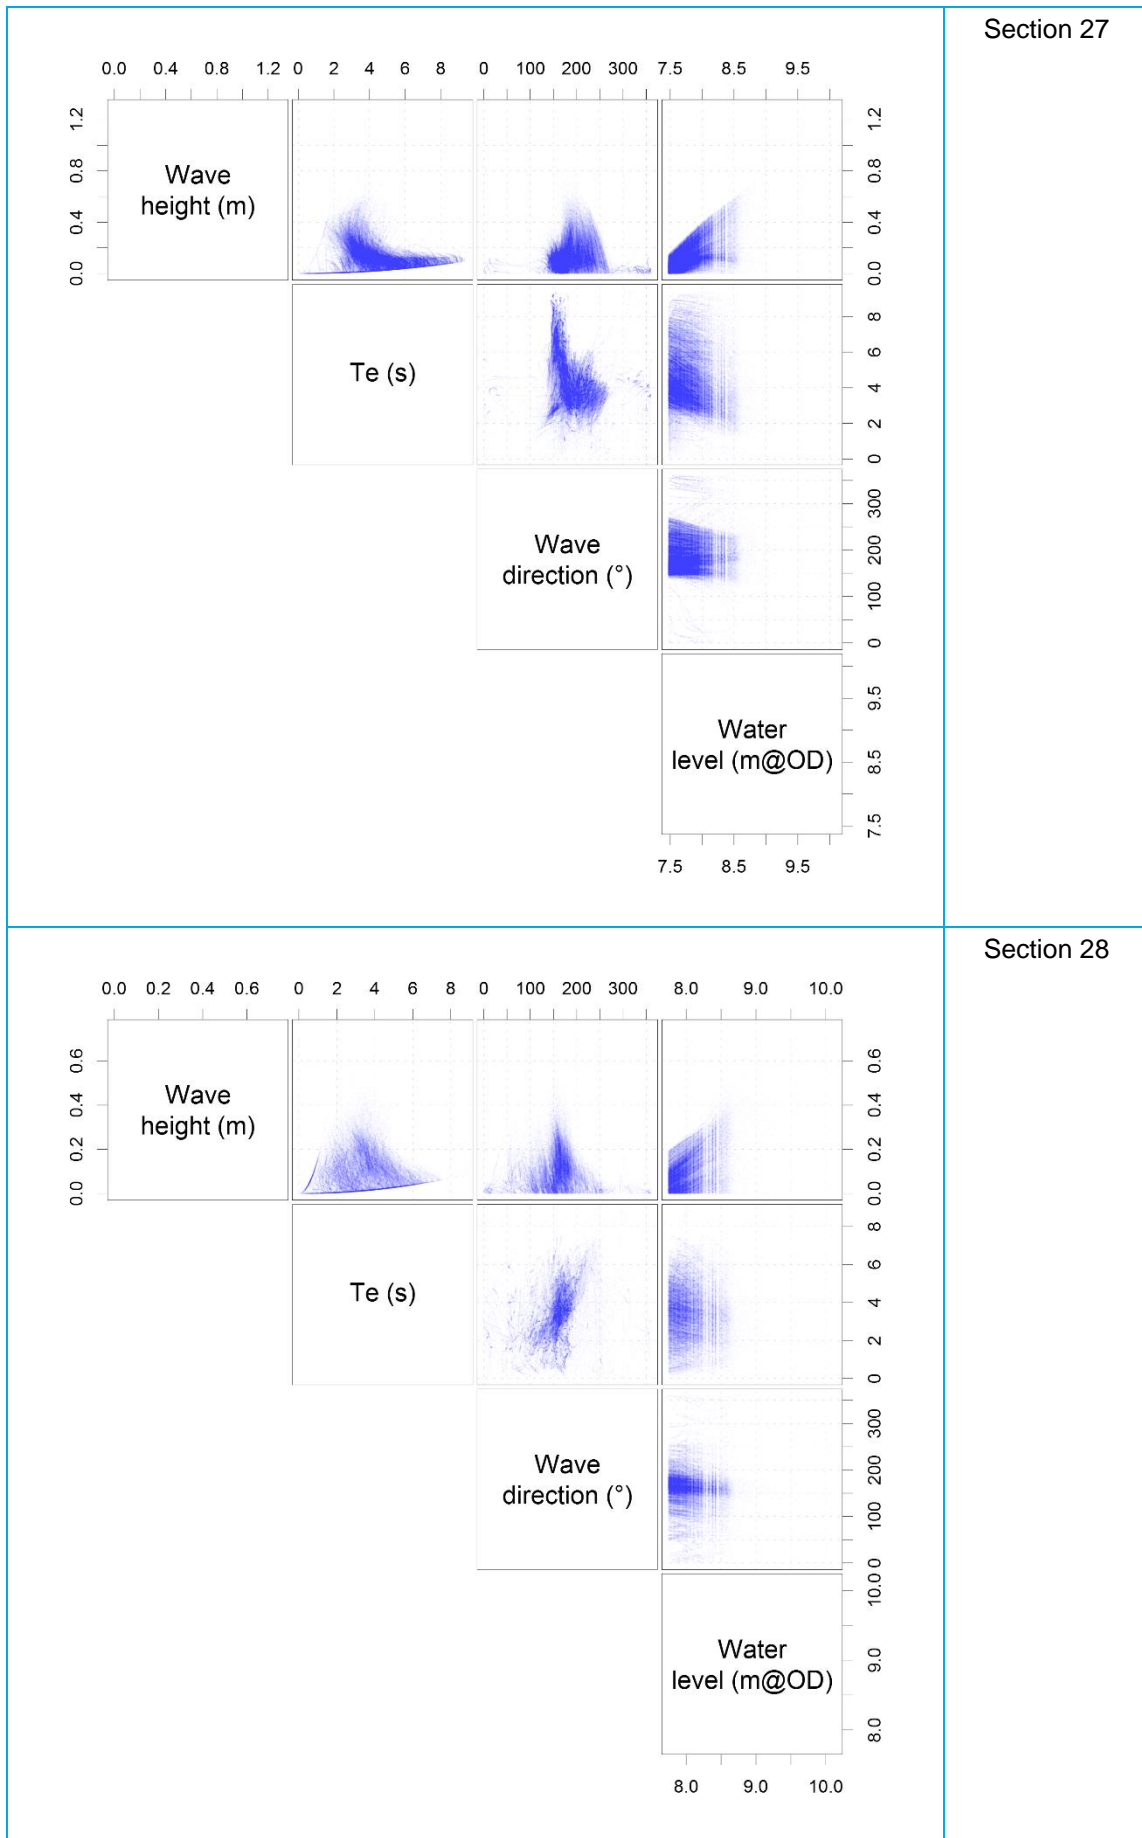 Section 27
0.0 0.4 0.8 1.2 0 2 4 6 8 0 100 200 300 7.5 8.5 9.5
0.0 0.4 0.8 1.2
Wave
height (m)
0.0 0.4 0.8 1.2
Te (s)
0 2 4 6 8
Wave
direction (°)
0 100 200 300
Water
level (m@OD)
7.5 8.5 9.5
7.5 8.5 9.5
Section 28
0.0 0.2 0.4 0.6 0 2 4 6 8 0 100 200 300 8.0 9.0 10.0
0.0 0.2 0.4 0.6
Wave
height (m)
0.0 0.2 0.4 0.6
Te (s)
0 2 4 6 8
Wave
direction (°)
0 100 200 300
Water
level (m@OD)
8.0 9.0 10.0
8.0 9.0 10.0